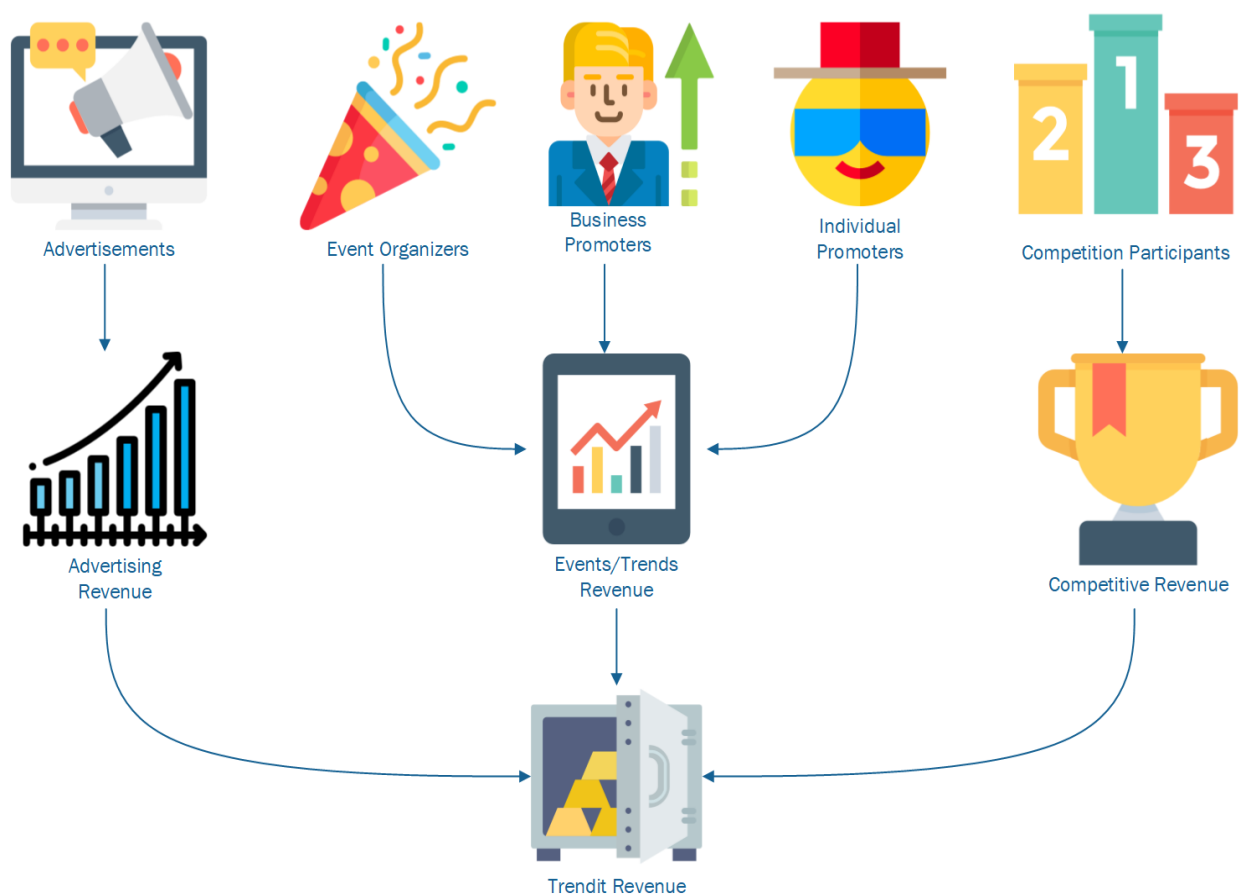 2
1
3
Advertisements
Event Organizers
Business
Promoters
Individual
Promoters
Competition Participants
Advertising
Revenue
Events/Trends
Revenue
Competitive Revenue
Trendit Revenue